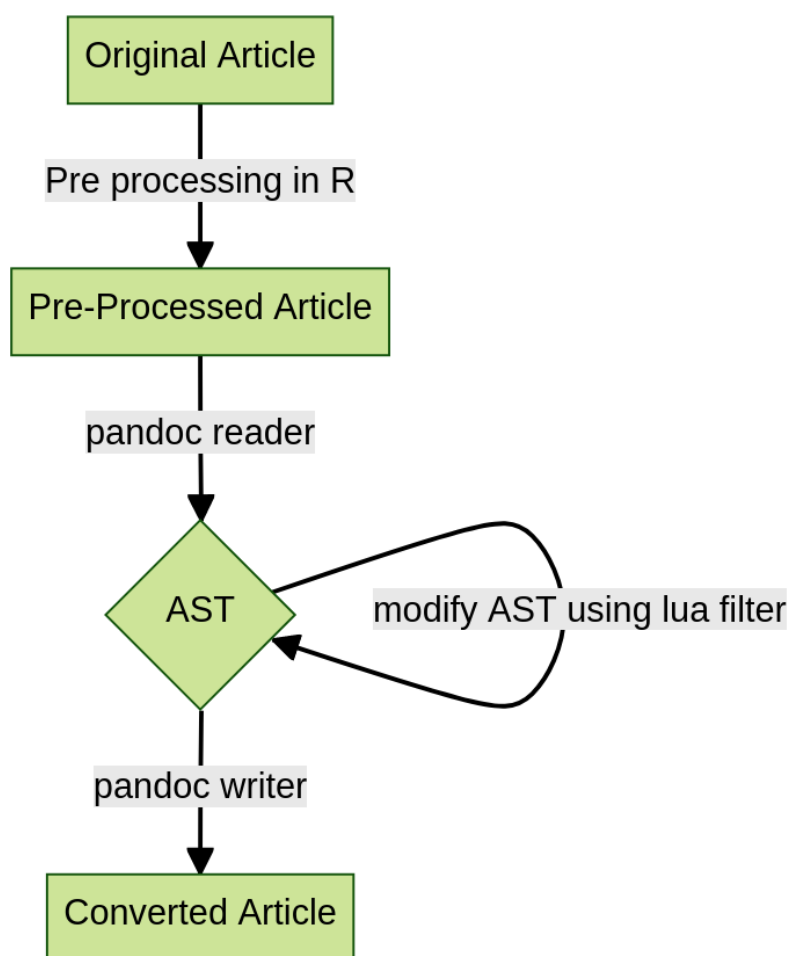 Original Article
Pre processing in R
Pre-Processed Article
pandoc reader
AST
modify AST using lua filter
pandoc writer
Converted Article